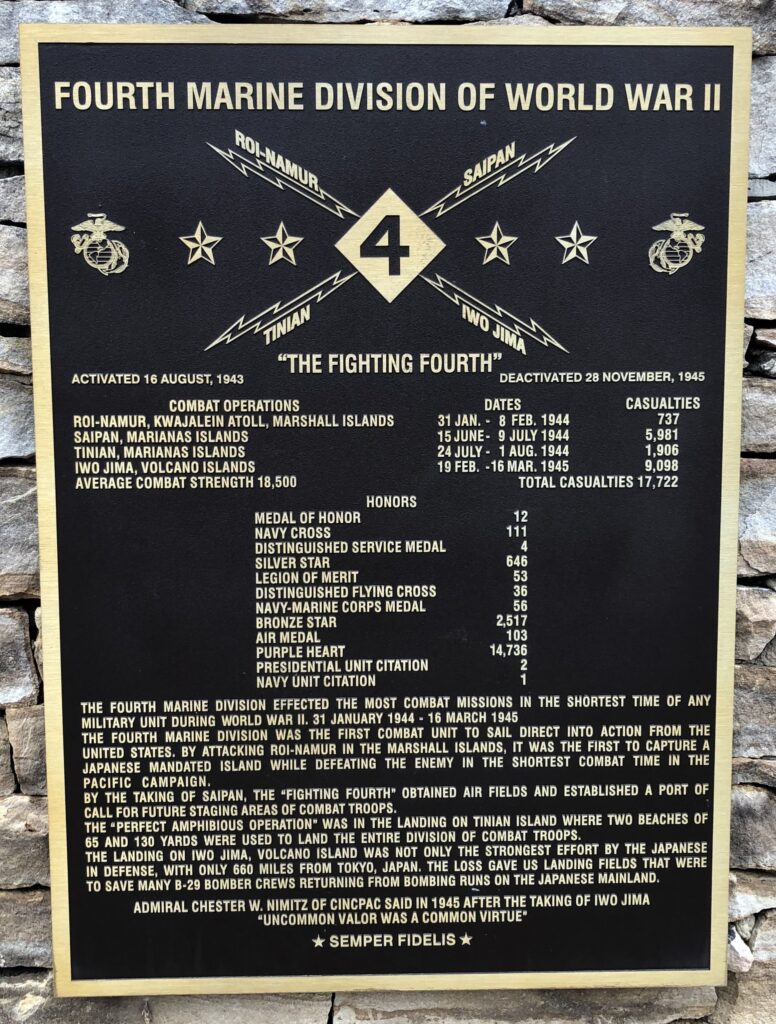 FOURTH MARINE DIVISION OF WORLD WAR II
ROI-NAMUR
SAIPAN
4
TINIAN
IWO JIMA
"THE FIGHTING FOURTH"
ACTIVATED 16 AUGUST, 1943 DEACTIVATED 28 NOVEMBER, 1945
COMBAT OPERATIONS DATES CASUALTIES
ROI-NAMUR, KWAJALEIN ATOLL, MARSHALL ISLANDS 31 JAN. - 8 FEB. 1944 737
SAIPAN, MARIANAS ISLANDS 15 JUNE - 9 JULY 1944 5,981
TINIAN, MARIANAS ISLANDS 24 JULY - 1 AUG. 1944 1,906
IWO JIMA, VOLCANO ISLANDS 19 FEB. - 16 MAR. 1945 9,098
AVERAGE COMBAT STRENGTH 18,500 TOTAL CASUALTIES 17,722
HONORS
MEDAL OF HONOR 12
NAVY CROSS 111
DISTINGUISHED SERVICE MEDAL 4
SILVER STAR 646
LEGION OF MERIT 53
DISTINGUISHED FLYING CROSS 36
NAVY-MARINE CORPS MEDAL 56
BRONZE STAR 2,517
AIR MEDAL 103
PURPLE HEART 14,736
PRESIDENTIAL UNIT CITATION 2
NAVY UNIT CITATION 1
THE FOURTH MARINE DIVISION EFFECTED THE MOST COMBAT MISSIONS IN THE SHORTEST TIME OF ANY
MILITARY UNIT DURING WORLD WAR II. 31 JANUARY 1944 - 16 MARCH 1945
THE FOURTH MARINE DIVISION WAS THE FIRST COMBAT UNIT TO SAIL DIRECT INTO ACTION FROM THE
UNITED STATES. BY ATTACKING ROI-NAMUR IN THE MARSHALL ISLANDS, IT WAS THE FIRST TO CAPTURE A
JAPANESE MANDATED ISLAND WHILE DEFEATING THE ENEMY IN THE SHORTEST COMBAT TIME IN THE
PACIFIC CAMPAIGN.
BY THE TAKING OF SAIPAN, THE "FIGHTING FOURTH" OBTAINED AIR FIELDS AND ESTABLISHED A PORT OF
CALL FOR FUTURE STAGING AREAS OF COMBAT TROOPS.
THE "PERFECT AMPHIBIOUS OPERATION" WAS IN THE LANDING ON TINIAN ISLAND WHERE TWO BEACHES OF
65 AND 130 YARDS WERE USED TO LAND THE ENTIRE DIVISION OF COMBAT TROOPS.
THE LANDING ON IWO JIMA, VOLCANO ISLAND WAS NOT ONLY THE STRONGEST EFFORT BY THE JAPANESE
IN DEFENSE, WITH ONLY 660 MILES FROM TOKYO, JAPAN. THE LOSS GAVE US LANDING FIELDS THAT WERE
TO SAVE MANY B-29 BOMBER CREWS RETURNING FROM BOMBING RUNS ON THE JAPANESE MAINLAND.
ADMIRAL CHESTER W. NIMITZ OF CINCPAC SAID IN 1945 AFTER THE TAKING OF IWO JIMA
"UNCOMMON VALOR WAS A COMMON VIRTUE"
★ SEMPER FIDELIS ★